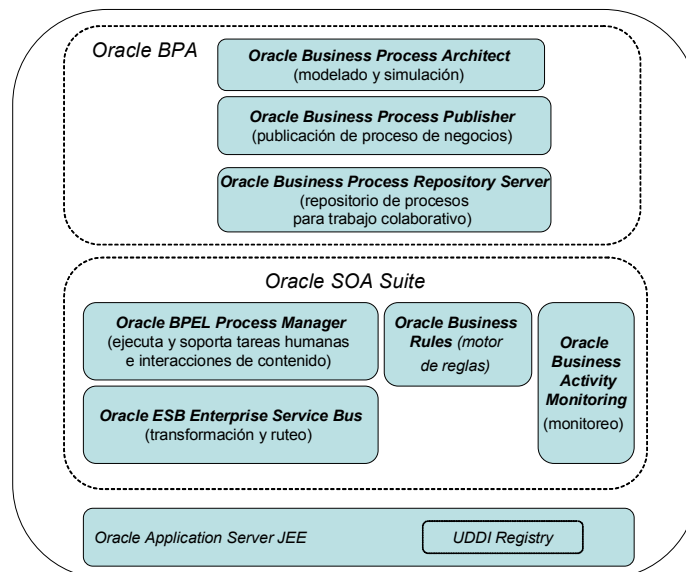 Oracle BPA
Oracle Business Process Architect
(modelado y simulación)
Oracle Business Process Publisher
(publicación de proceso de negocios)
Oracle Business Process Repository Server
(repositorio de procesos
para trabajo colaborativo)
Oracle SOA Suite
Oracle BPEL Process Manager
(ejecuta y soporta tareas humanas
e interacciones de contenido)
Oracle Business
Rules (motor
de reglas)
Oracle
Business
Activity
Monitoring
(monitoreo)
Oracle ESB Enterprise Service Bus
(transformación y ruteo)
Oracle Application Server JEE
UDDI Registry